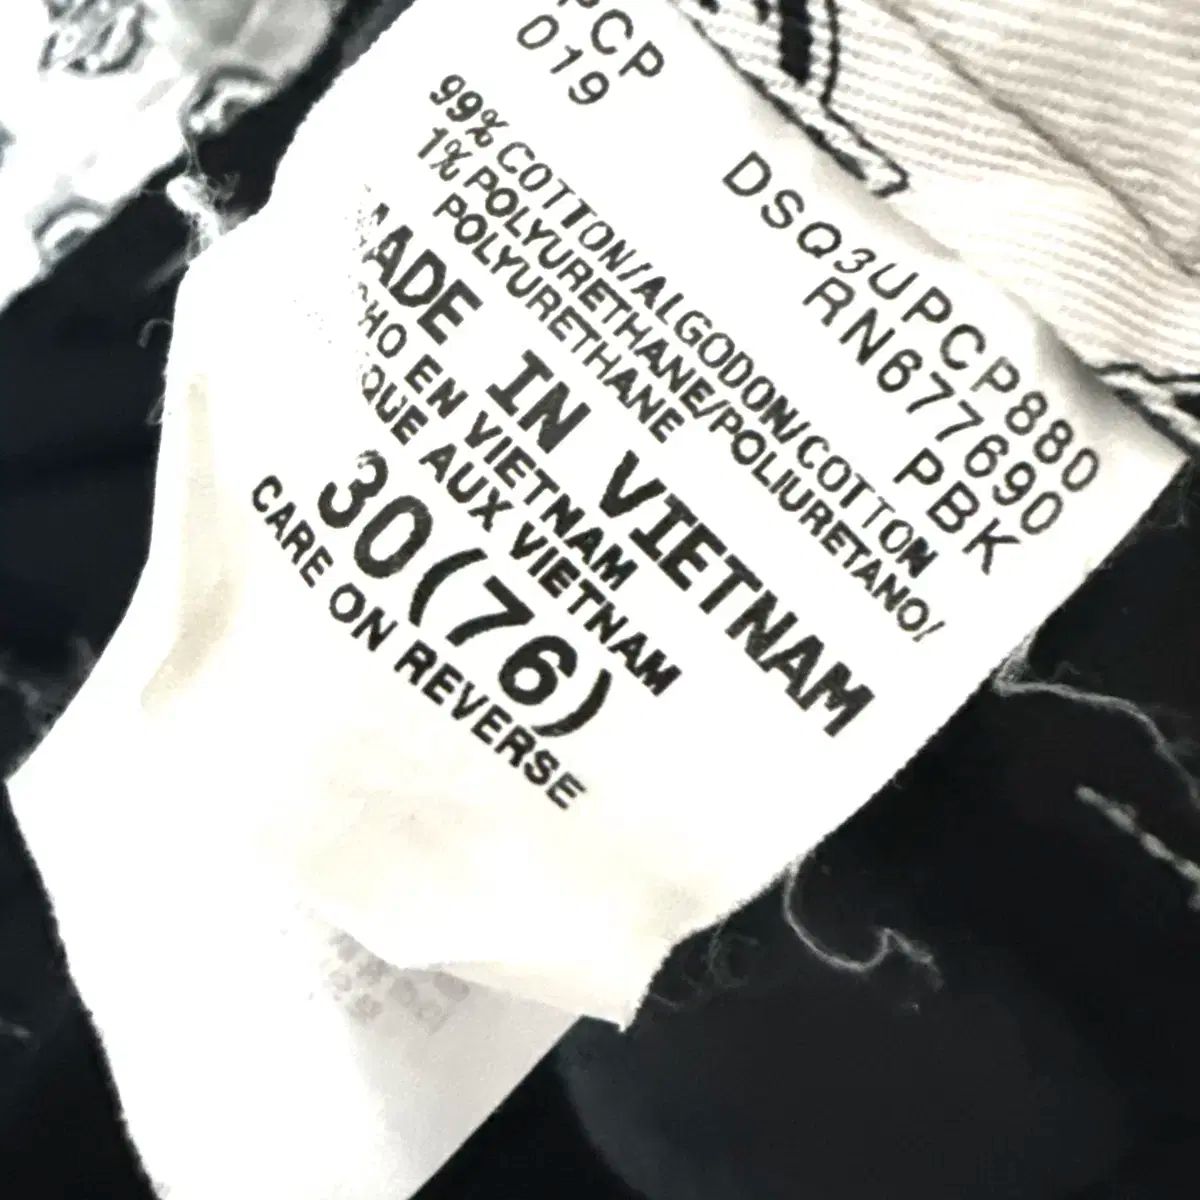 PCP
019
DSQ3UPCP880
RN677690
PBK
99% COTTON/ALGODON/COTTON
1% POLYURETHANE/POLIURETANO/
POLYURETHANE
MADE IN VIETNAM
CHO EN VIETNAM
QUE AUX VIETNAM
30(76)
CARE ON REVERSE